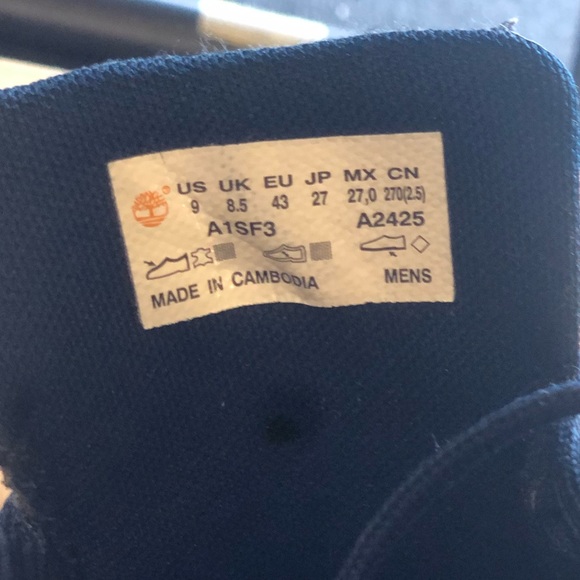 US UK EU JP MX CN
9 8.5 43 27 27,0 270(2.5)
A1SF3 A2425
MADE IN CAMBODIA MENS